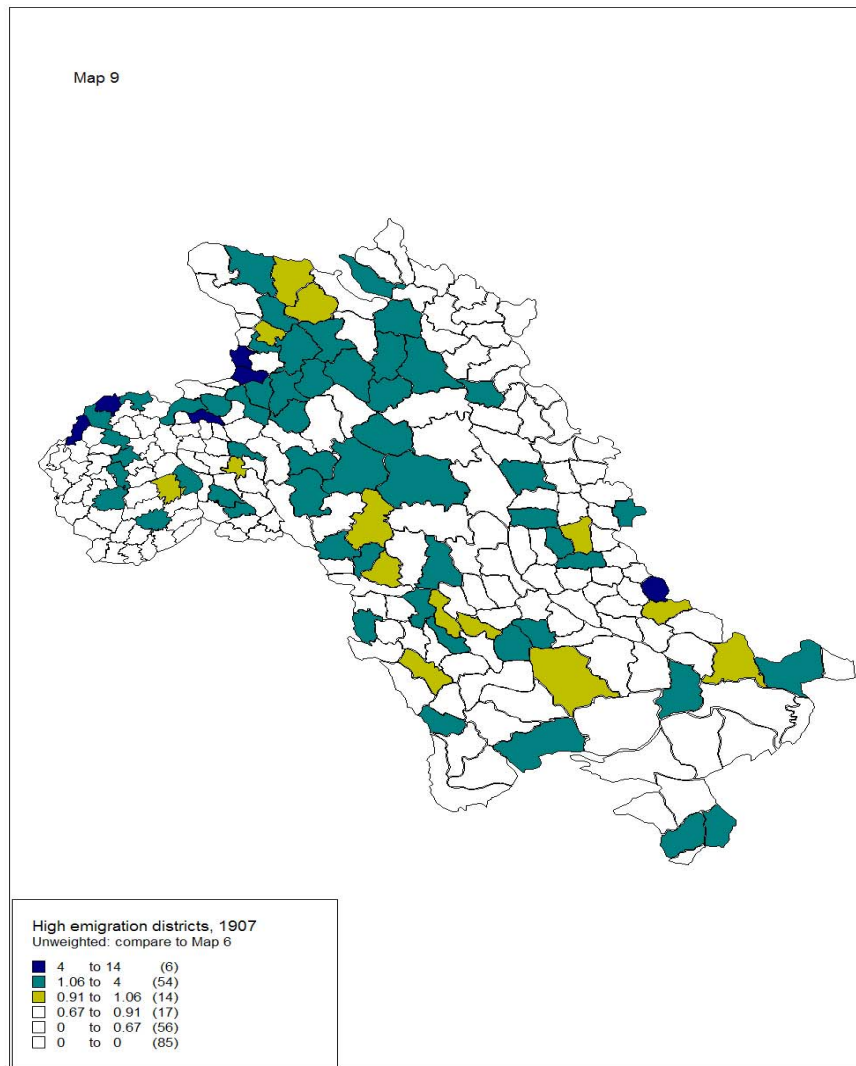 Map 9
High emigration districts, 1907
Unweighted: compare to Map 6
4 to 14 (6)
1.06 to 4 (54)
0.91 to 1.06 (14)
0.67 to 0.91 (17)
0 to 0.67 (56)
0 to 0 (85)